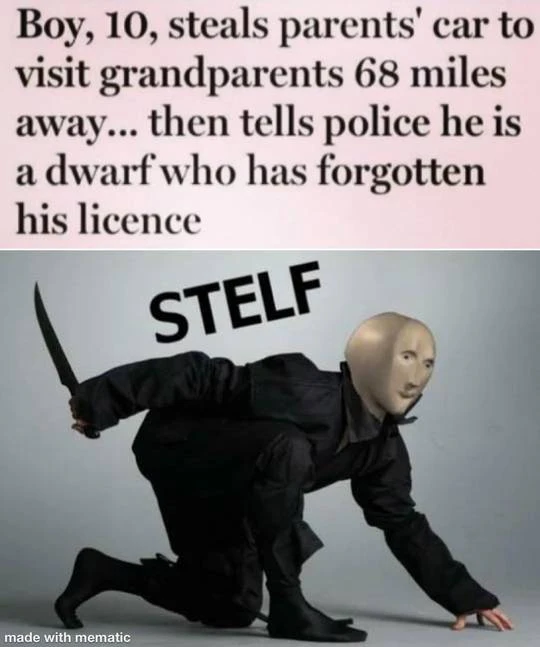 Boy, 10, steals parents' car to
visit grandparents 68 miles
away... then tells police he is
a dwarf who has forgotten
his licence
STELF
made with mematic